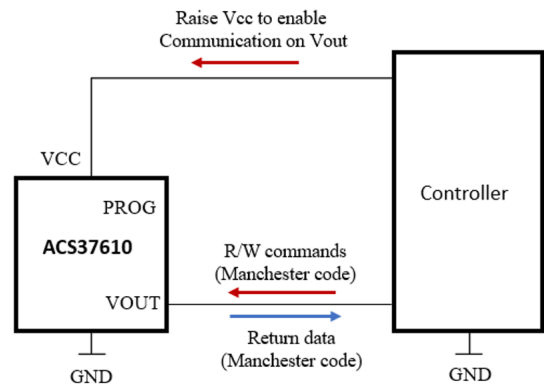 Raise Vcc to enable
Communication on Vout
VCC
PROG
Controller
ACS37610
R/W commands
(Manchester code)
VOUT
Return data
(Manchester code)
GND
GND